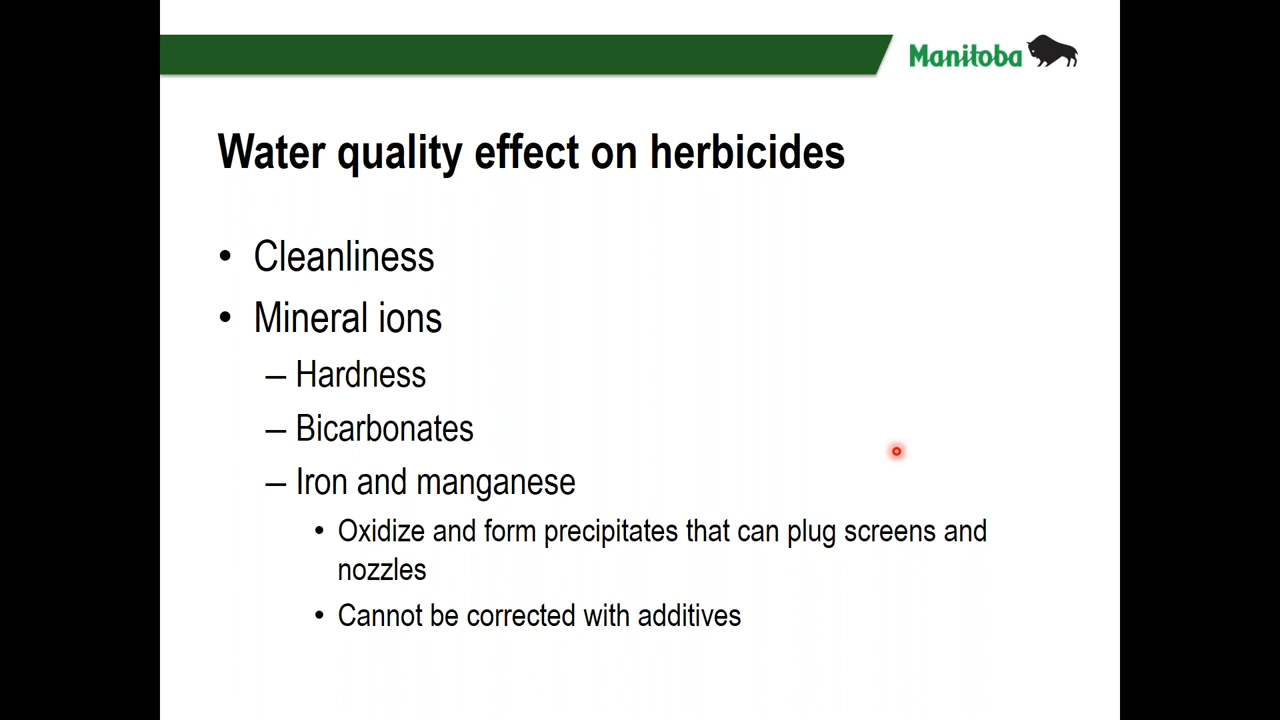 Manitoba
Water quality effect on herbicides
• Cleanliness
• Mineral ions
– Hardness
– Bicarbonates
– Iron and manganese
• Oxidize and form precipitates that can plug screens and
nozzles
• Cannot be corrected with additives